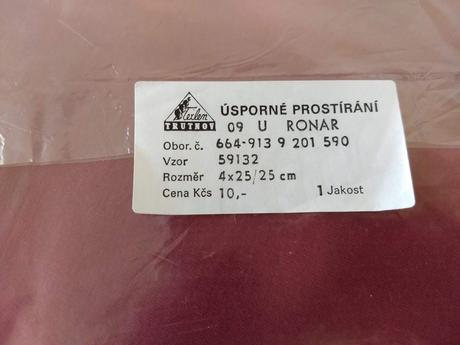 Texlen
TRUTNOV
ÚSPORNÉ PROSTÍRÁNÍ
09 U RONAR
Obor. č. 664-913 9 201 590
Vzor 59132
Rozměr 4x25/25 cm
Cena Kčs 10,- 1 Jakost